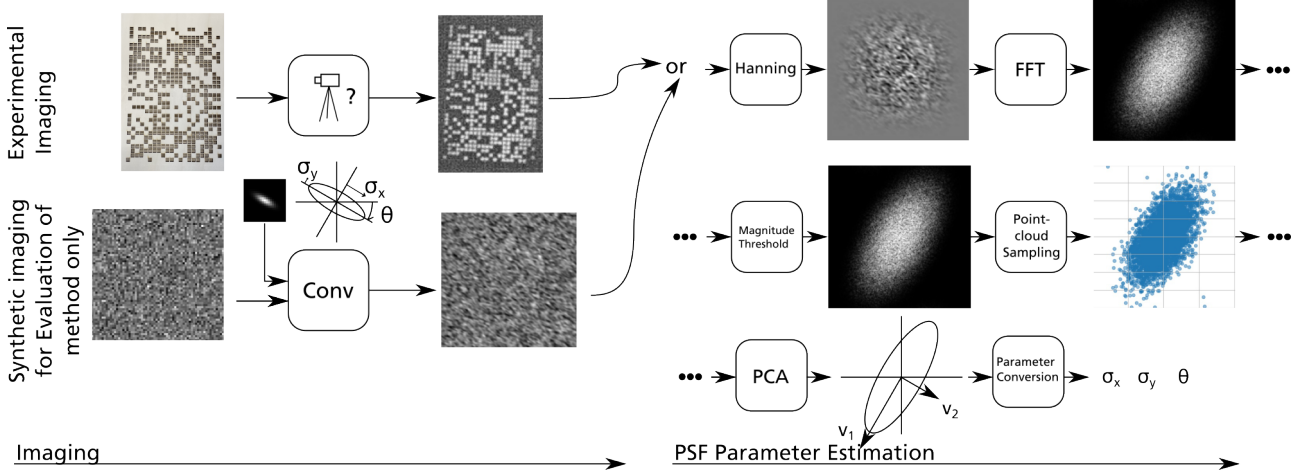 Experimental
Imaging
?
or
Hanning
FFT
•••
σy
σx
θ
Synthetic imaging
for Evaluation of
method only
Conv
•••
Magnitude
Threshold
Point-
cloud
Sampling
•••
•••
PCA
v1
v2
Parameter
Conversion
σx σy θ
Imaging
PSF Parameter Estimation